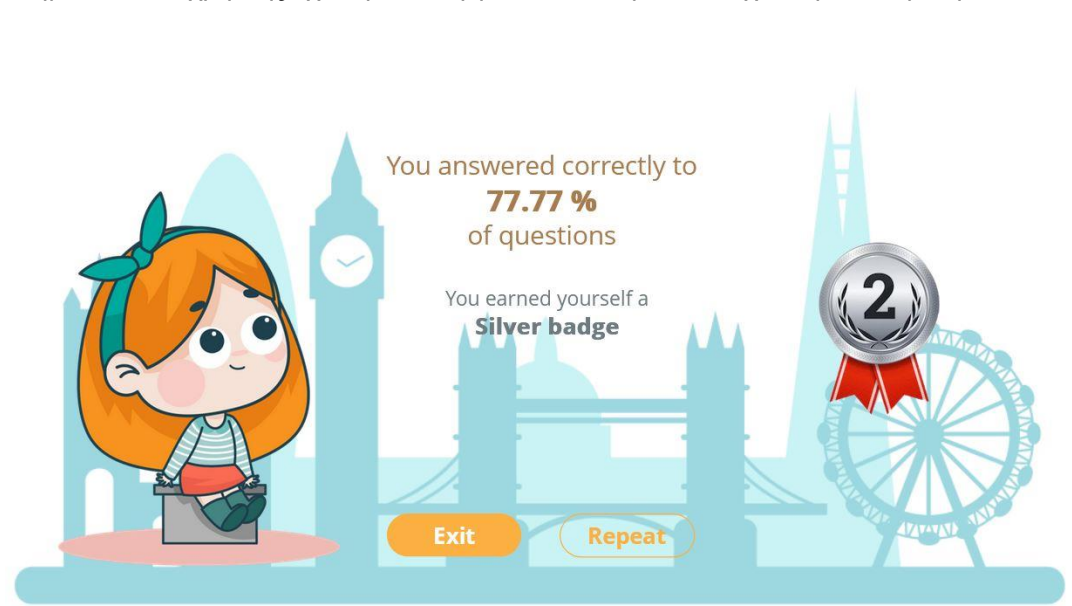 You answered correctly to
77.77 %
of questions
You earned yourself a
Silver badge
2
Exit
Repeat